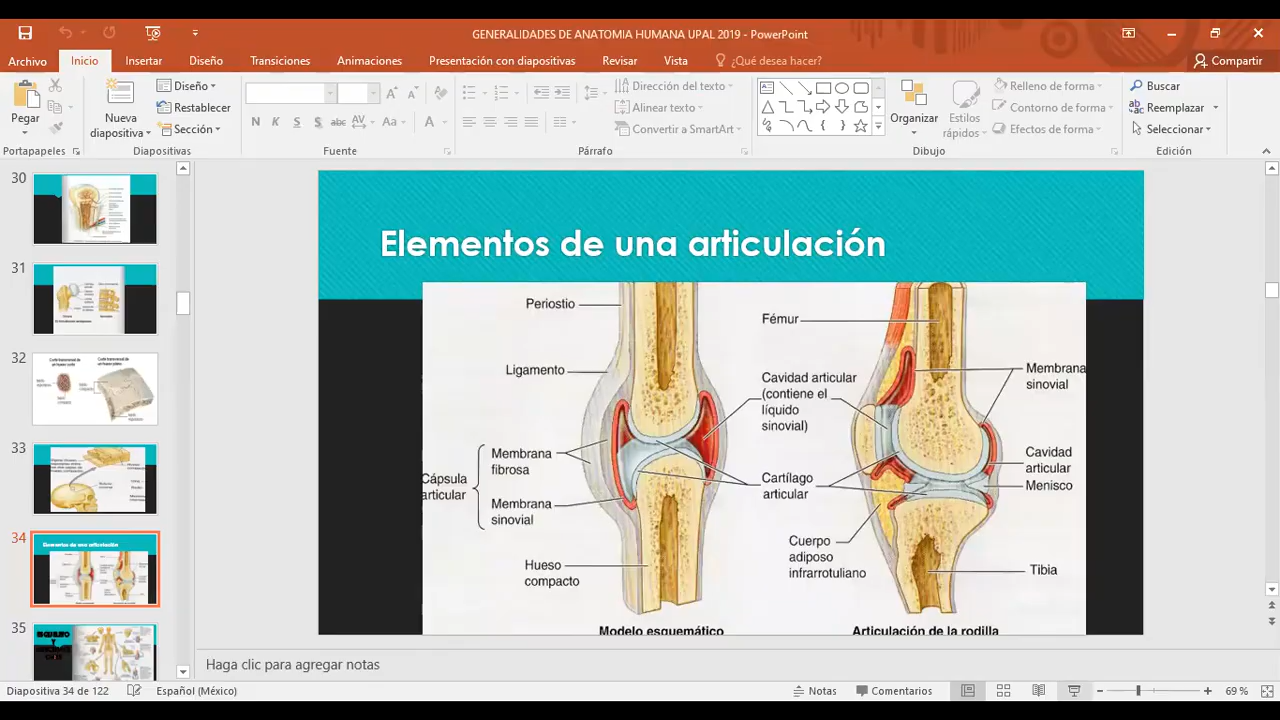 GENERALIDADES DE ANATOMIA HUMANA UPAL 2019 - PowerPoint
Archivo
Inicio
Insertar
Diseño
Transiciones
Animaciones
Presentación con diapositivas
Revisar
Vista
¿Qué desea hacer?
Compartir
Pegar
Nueva
diapositiva
Diseño
Restablecer
Sección
N K S S abc AV Aa A
Dirección del texto
Alinear texto
Convertir a SmartArt
Organizar
Estilos
rápidos
Relleno de forma
Contorno de forma
Efectos de forma
Buscar
Reemplazar
Seleccionar
Portapapeles
Diapositivas
Fuente
Párrafo
Dibujo
Edición
30
31
32
33
34
35
Elementos de una articulación
Periostio
Ligamento
Membrana
fibrosa
Cápsula
articular
Membrana
sinovial
Hueso
compacto
Modelo esquemático
Fémur
Cavidad articular
(contiene el
líquido
sinovial)
Cartílago
articular
Cuerpo
adiposo
infrarrotuliano
Membrana
sinovial
Cavidad
articular
Menisco
Tibia
Articulación de la rodilla
Haga clic para agregar notas
Diapositiva 34 de 122
Español (México)
Notas
Comentarios
69 %